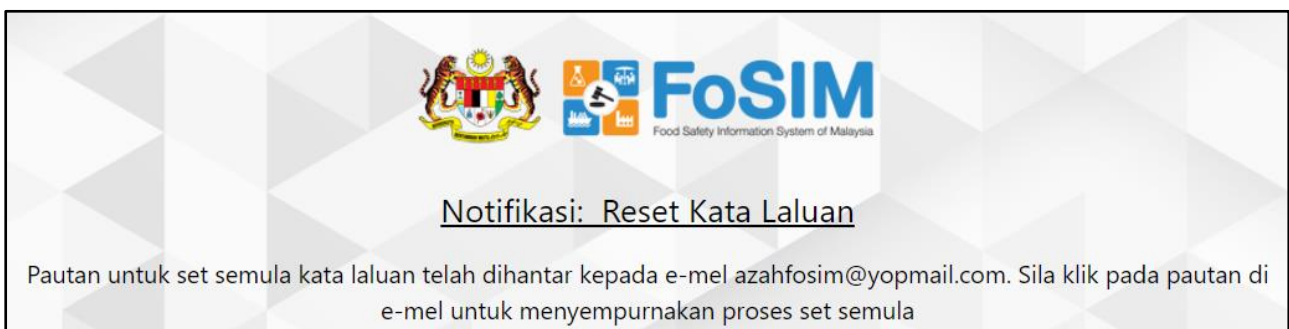 FoSIM
Food Safety Information System of Malaysia
Notifikasi: Reset Kata Laluan
Pautan untuk set semula kata laluan telah dihantar kepada e-mel azahfosim@yopmail.com. Sila klik pada pautan di
e-mel untuk menyempurnakan proses set semula